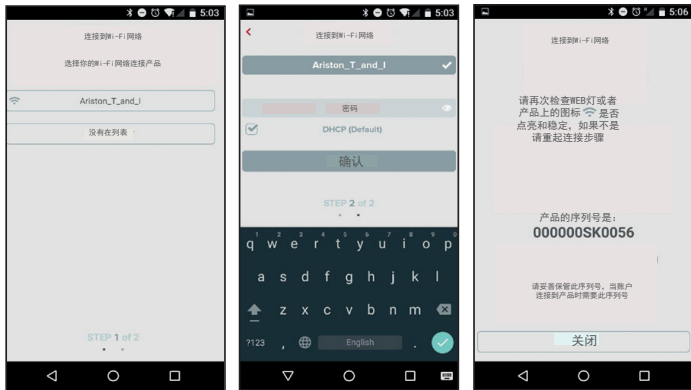 5:03
连接到Wi-Fi网络
选择你的Wi-Fi网络连接产品
Ariston_T_and_I
没有在列表
STEP 1 of 2
5:03
连接到Wi-Fi网络
Ariston_T_and_I
密码
DHCP (Default)
确认
STEP 2 of 2
1 2 3 4 5 6 7 8 9 0
q w e r t y u i o p
a s d f g h j k l
z x c v b n m
?123 , English .
5:06
连接到Wi-Fi网络
请再次检查WEB灯或者
产品上的图标 是否
点亮和稳定，如果不是
请重起连接步骤
产品的序列号是：
000000SK0056
请妥善保管此序列号，当账户
连接到产品时需要此序列号
关闭